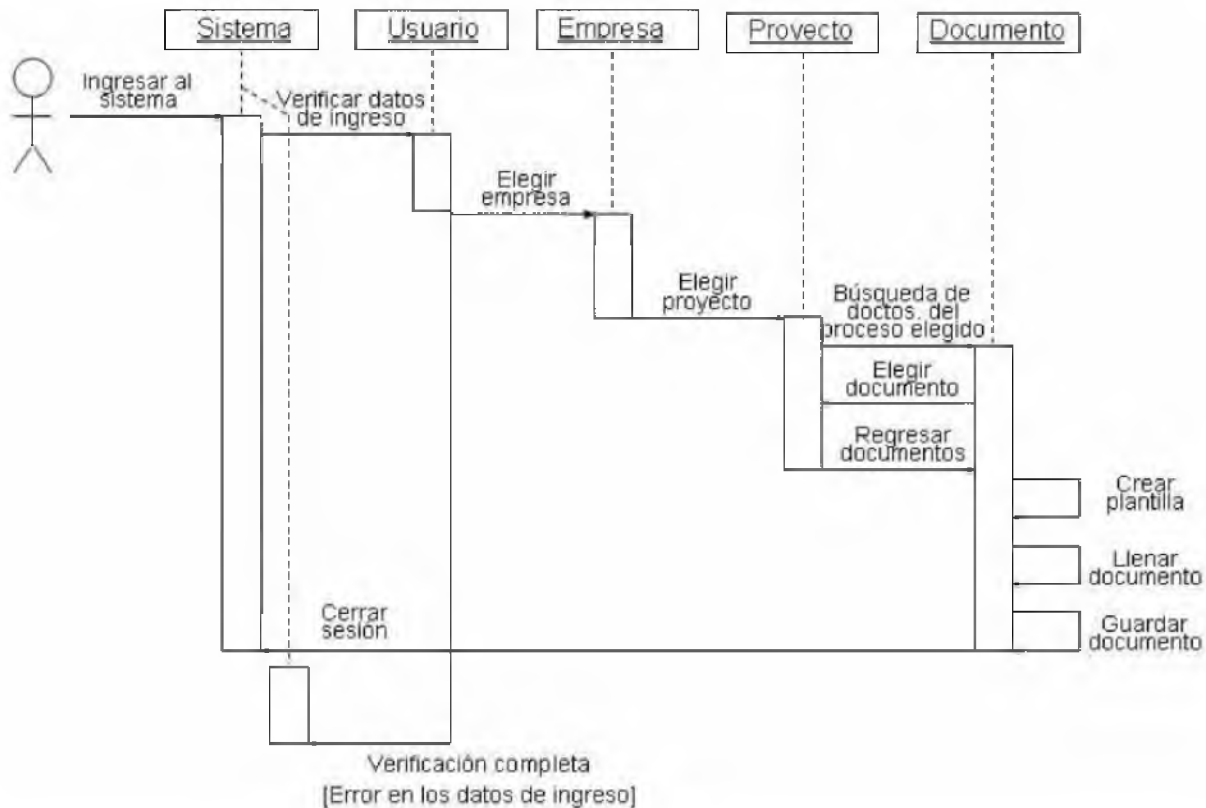 Sistema
Usuario
Empresa
Proyecto
Documento
Ingresar al
sistema
Verificar datos
de ingreso
Elegir
empresa
Elegir
proyecto
Búsqueda de
doctos. del
proceso elegido
Elegir
documento
Regresar
documentos
Crear
plantilla
Llenar
documento
Guardar
documento
Cerrar
sesión
Verificación completa
[Error en los datos de ingreso]